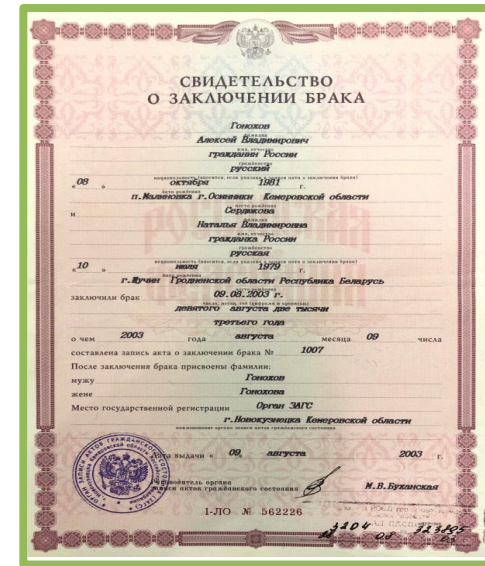 СВИДЕТЕЛЬСТВО
О ЗАКЛЮЧЕНИИ БРАКА
Гонохов
фамилия
Алексей Владимирович
имя, отчество
гражданин России
гражданство
русский
национальность (вносится, если указана в записи акта о заключении брака)
"08" октября 1981 г.
дата рождения
п.Малиновка г.Осинники Кемеровской области
место рождения
и Сердюкова
фамилия
Наталья Владимировна
имя, отчество
гражданка России
гражданство
русская
национальность (вносится, если указана в записи акта о заключении брака)
"10" июля 1979 г.
дата рождения
г.Щучин Гродненской области Республика Беларусь
место рождения
заключили брак 09.08.2003 г.
число, месяц, год (цифрами и прописью)
девятого августа две тысячи
третьего года
о чем 2003 года августа месяца 09 числа
составлена запись акта о заключении брака № 1007
После заключения брака присвоены фамилии:
мужу Гонохов
жене Гонохова
Место государственной регистрации Орган ЗАГС
г.Новокузнецка Кемеровской области
наименование органа записи актов гражданского состояния
Дата выдачи « 09 августа 2003 г.
Руководитель органа
записи актов гражданского состояния М.В.Буханская
I-ЛО № 562226
3204 323895